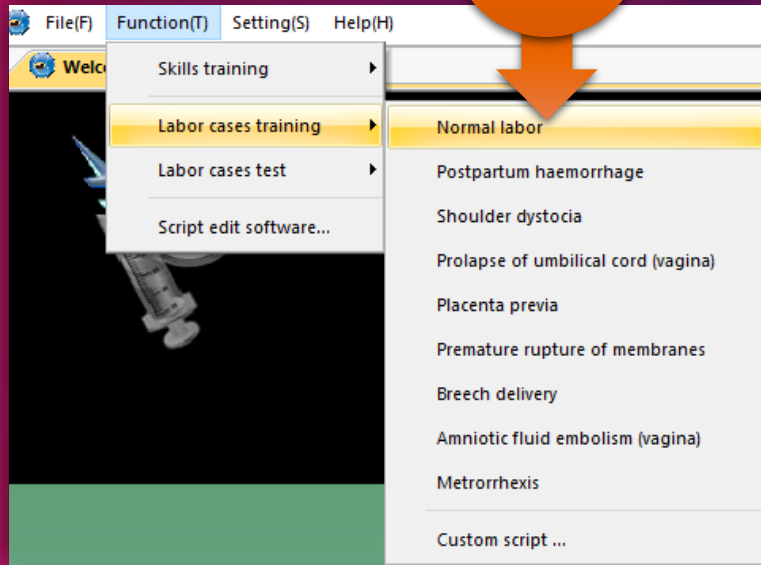 File(F) Function(T) Setting(S) Help(H)
Welc
Skills training
Labor cases training
Labor cases test
Script edit software...
Normal labor
Postpartum haemorrhage
Shoulder dystocia
Prolapse of umbilical cord (vagina)
Placenta previa
Premature rupture of membranes
Breech delivery
Amniotic fluid embolism (vagina)
Metrorrhexis
Custom script ...